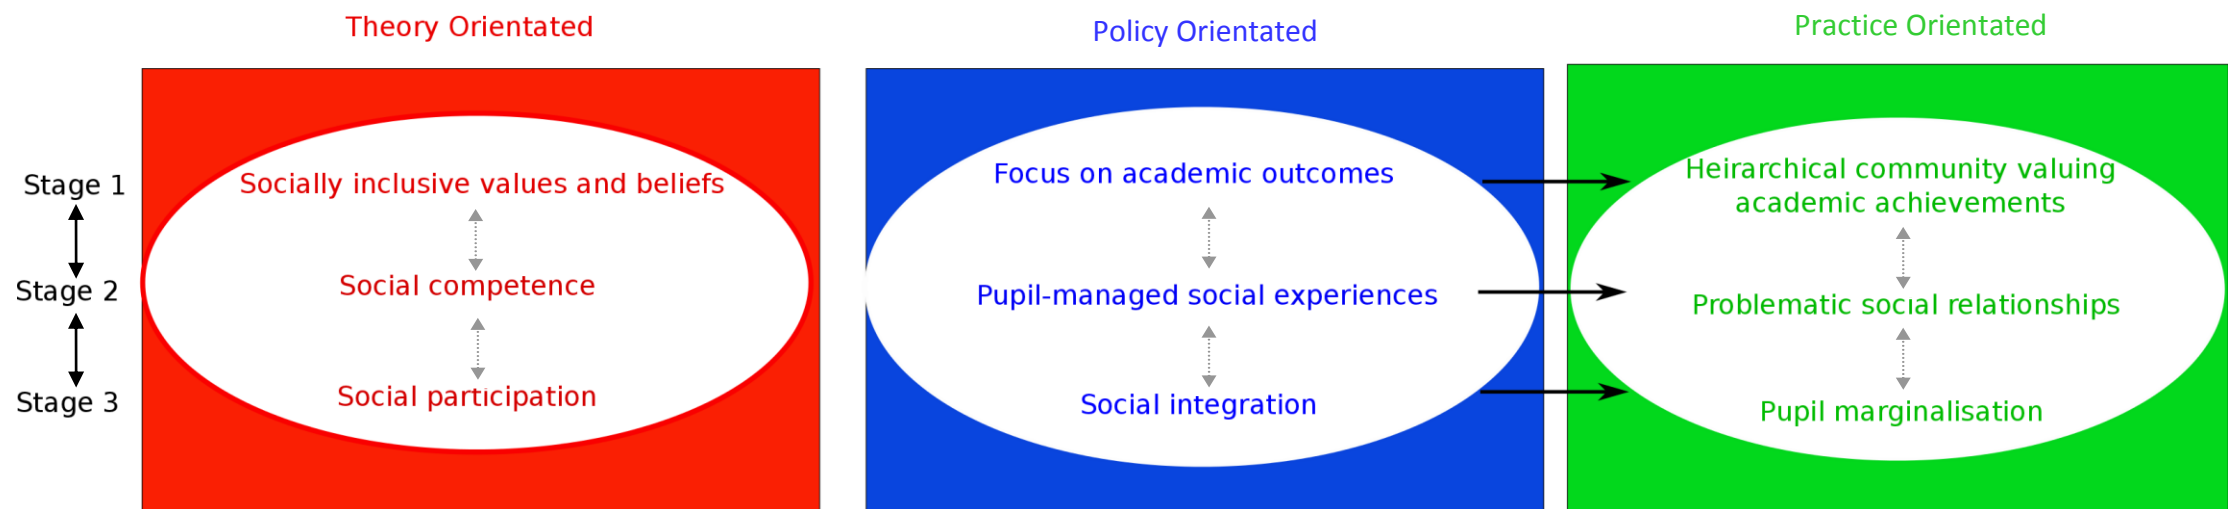 Theory Orientated
Policy Orientated
Practice Orientated
Stage 1
Socially inclusive values and beliefs
Focus on academic outcomes
Heirarchical community valuing
academic achievements
Stage 2
Social competence
Pupil-managed social experiences
Problematic social relationships
Stage 3
Social participation
Social integration
Pupil marginalisation